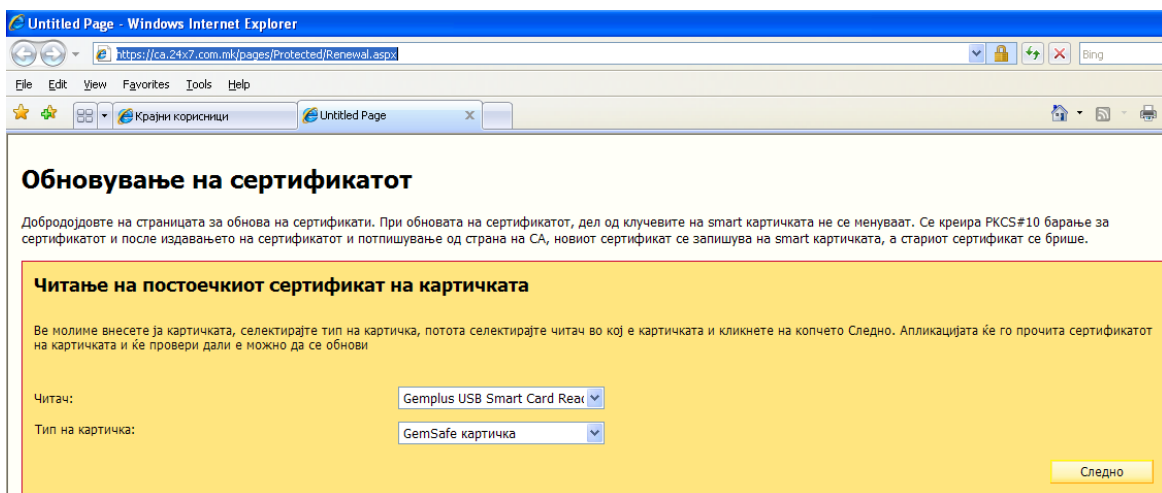 Untitled Page - Windows Internet Explorer
https://ca.24x7.com.mk/pages/Protected/Renewal.aspx
Bing
File Edit View Favorites Tools Help
Крајни корисници Untitled Page
Обновување на сертификатот
Добродојдовте на страницата за обнова на сертификати. При обновата на сертификатот, дел од клучевите на smart картичката не се менуваат. Се креира PKCS#10 барање за
сертификатот и после издавањето на сертификатот и потпишување од страна на CA, новиот сертификат се запишува на smart картичката, а стариот сертификат се брише.
Читање на постоечкиот сертификат на картичката
Ве молиме внесете ја картичката, селектирајте тип на картичка, потота селектирајте читач во кој е картичката и кликнете на копчето Следно. Апликацијата ќе го прочита сертификатот
на картичката и ќе провери дали е можно да се обнови
Читач: Gemplus USB Smart Card Reac
Тип на картичка: GemSafe картичка
Следно